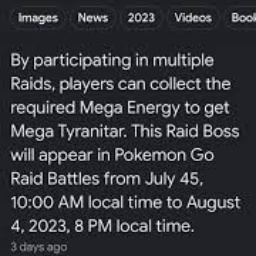 Images News 2023 Videos Book
By participating in multiple
Raids, players can collect the
required Mega Energy to get
Mega Tyranitar. This Raid Boss
will appear in Pokemon Go
Raid Battles from July 45,
10:00 AM local time to August
4, 2023, 8 PM local time.
3 days ago